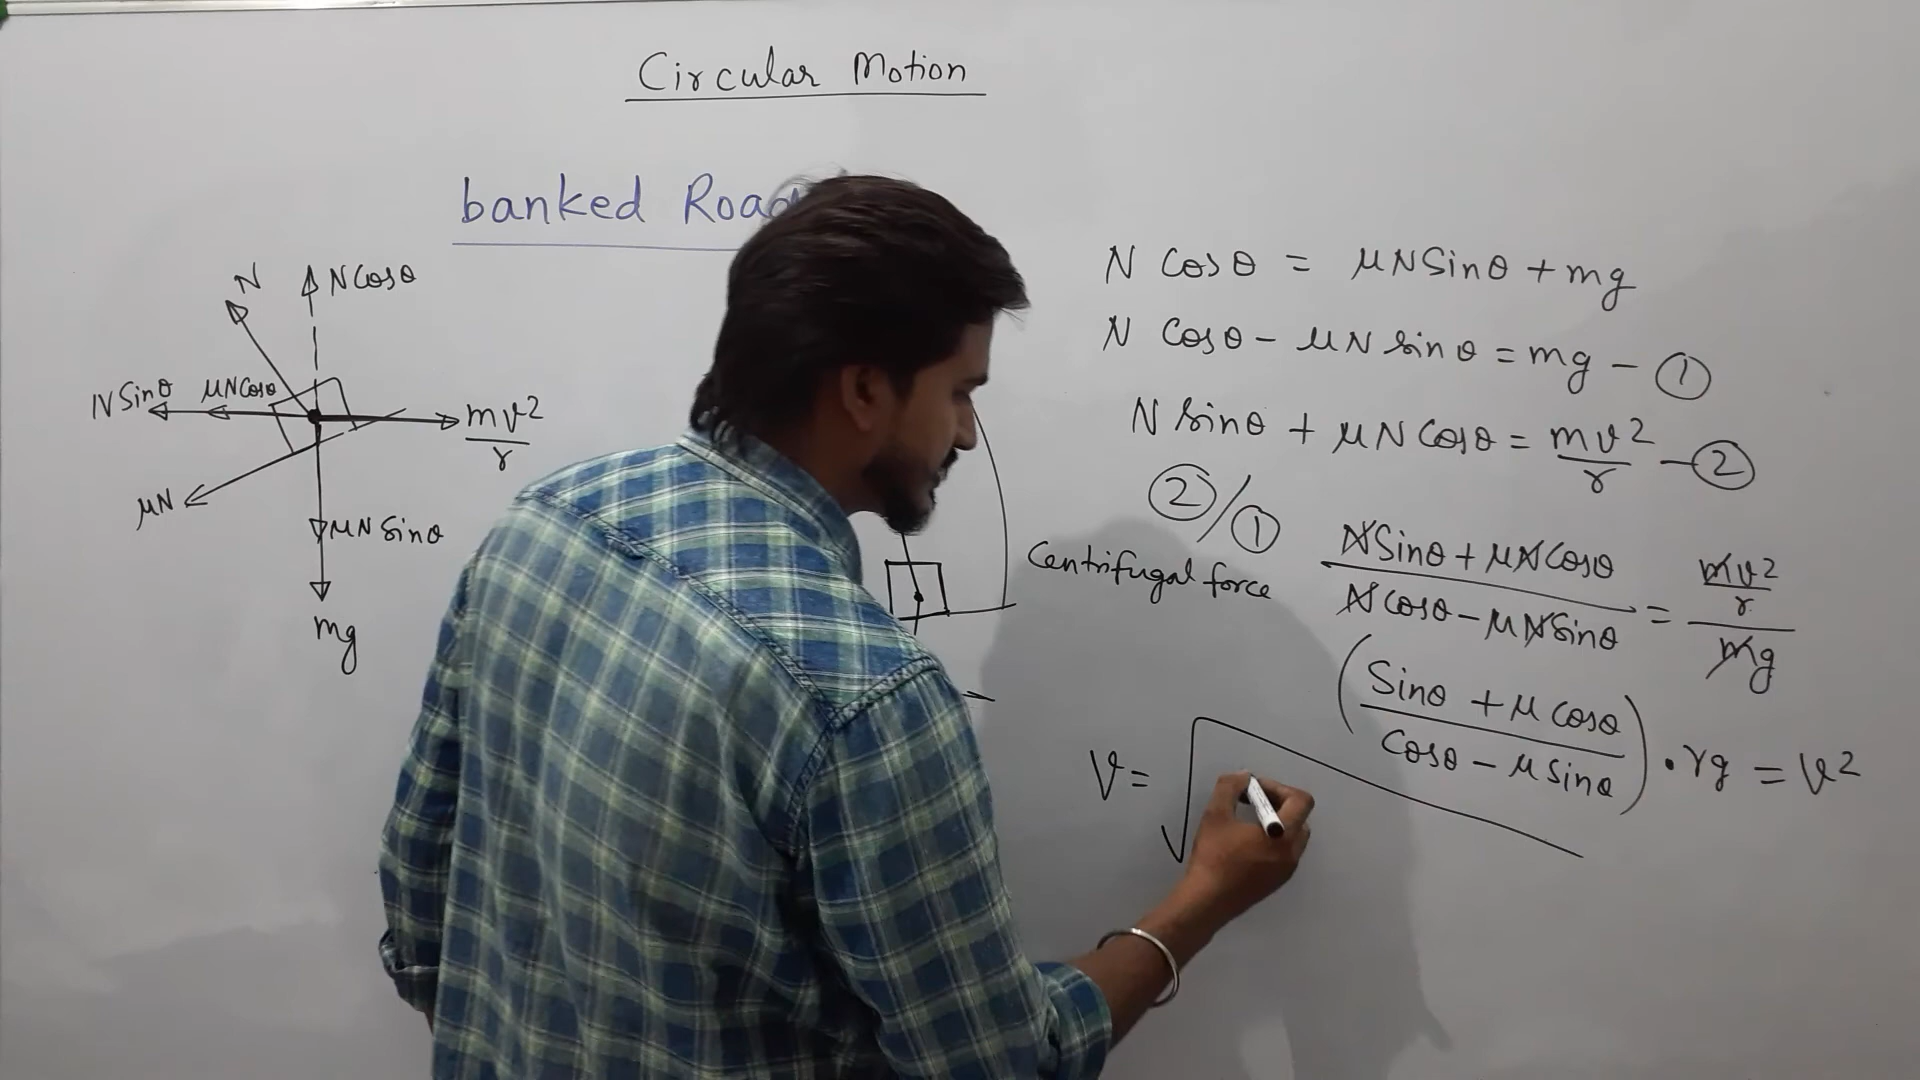 Circular Motion
banked Road
N
N Cosθ
N Sinθ
μN Cosθ
mv²/r
μN
μN Sinθ
mg
N Cosθ = μN Sinθ + mg
N Cosθ - μN sinθ = mg - ①
N sinθ + μN Cosθ = mv²/r - ②
②/①
Centrifugal force
(N Sinθ + μN Cosθ)/(N Cosθ - μN Sinθ) = (mv²/r)/(mg)
((Sinθ + μ Cosθ)/(Cosθ - μ Sinθ)) . rg = v²
V = √